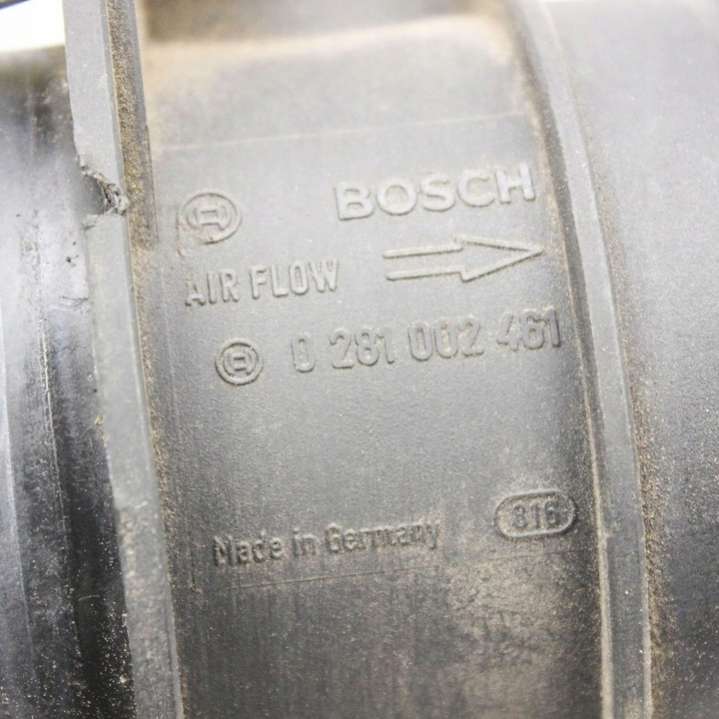 BOSCH
AIR FLOW
0 281 002 461
816
Made in Germany